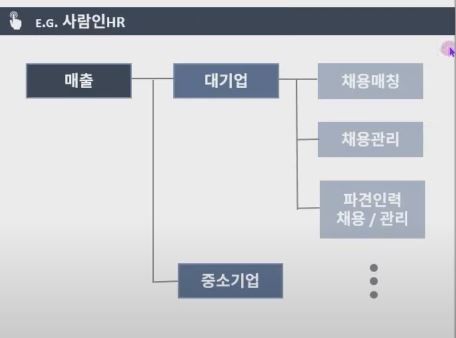 E.G. 사람인HR
매출
대기업
채용매칭
채용관리
파견인력
채용 / 관리
중소기업